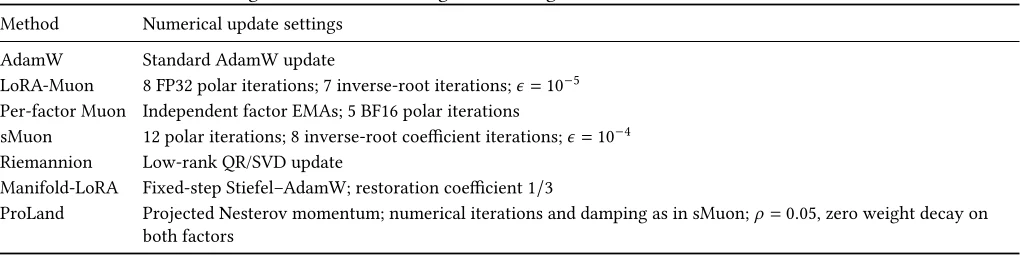 Method Numerical update settings
AdamW Standard AdamW update
LoRA-Muon 8 FP32 polar iterations; 7 inverse-root iterations; ϵ = 10⁻⁵
Per-factor Muon Independent factor EMAs; 5 BF16 polar iterations
sMuon 12 polar iterations; 8 inverse-root coefficient iterations; ϵ = 10⁻⁴
Riemannion Low-rank QR/SVD update
Manifold-LoRA Fixed-step Stiefel–AdamW; restoration coefficient 1/3
ProLand Projected Nesterov momentum; numerical iterations and damping as in sMuon; ρ = 0.05, zero weight decay on
both factors